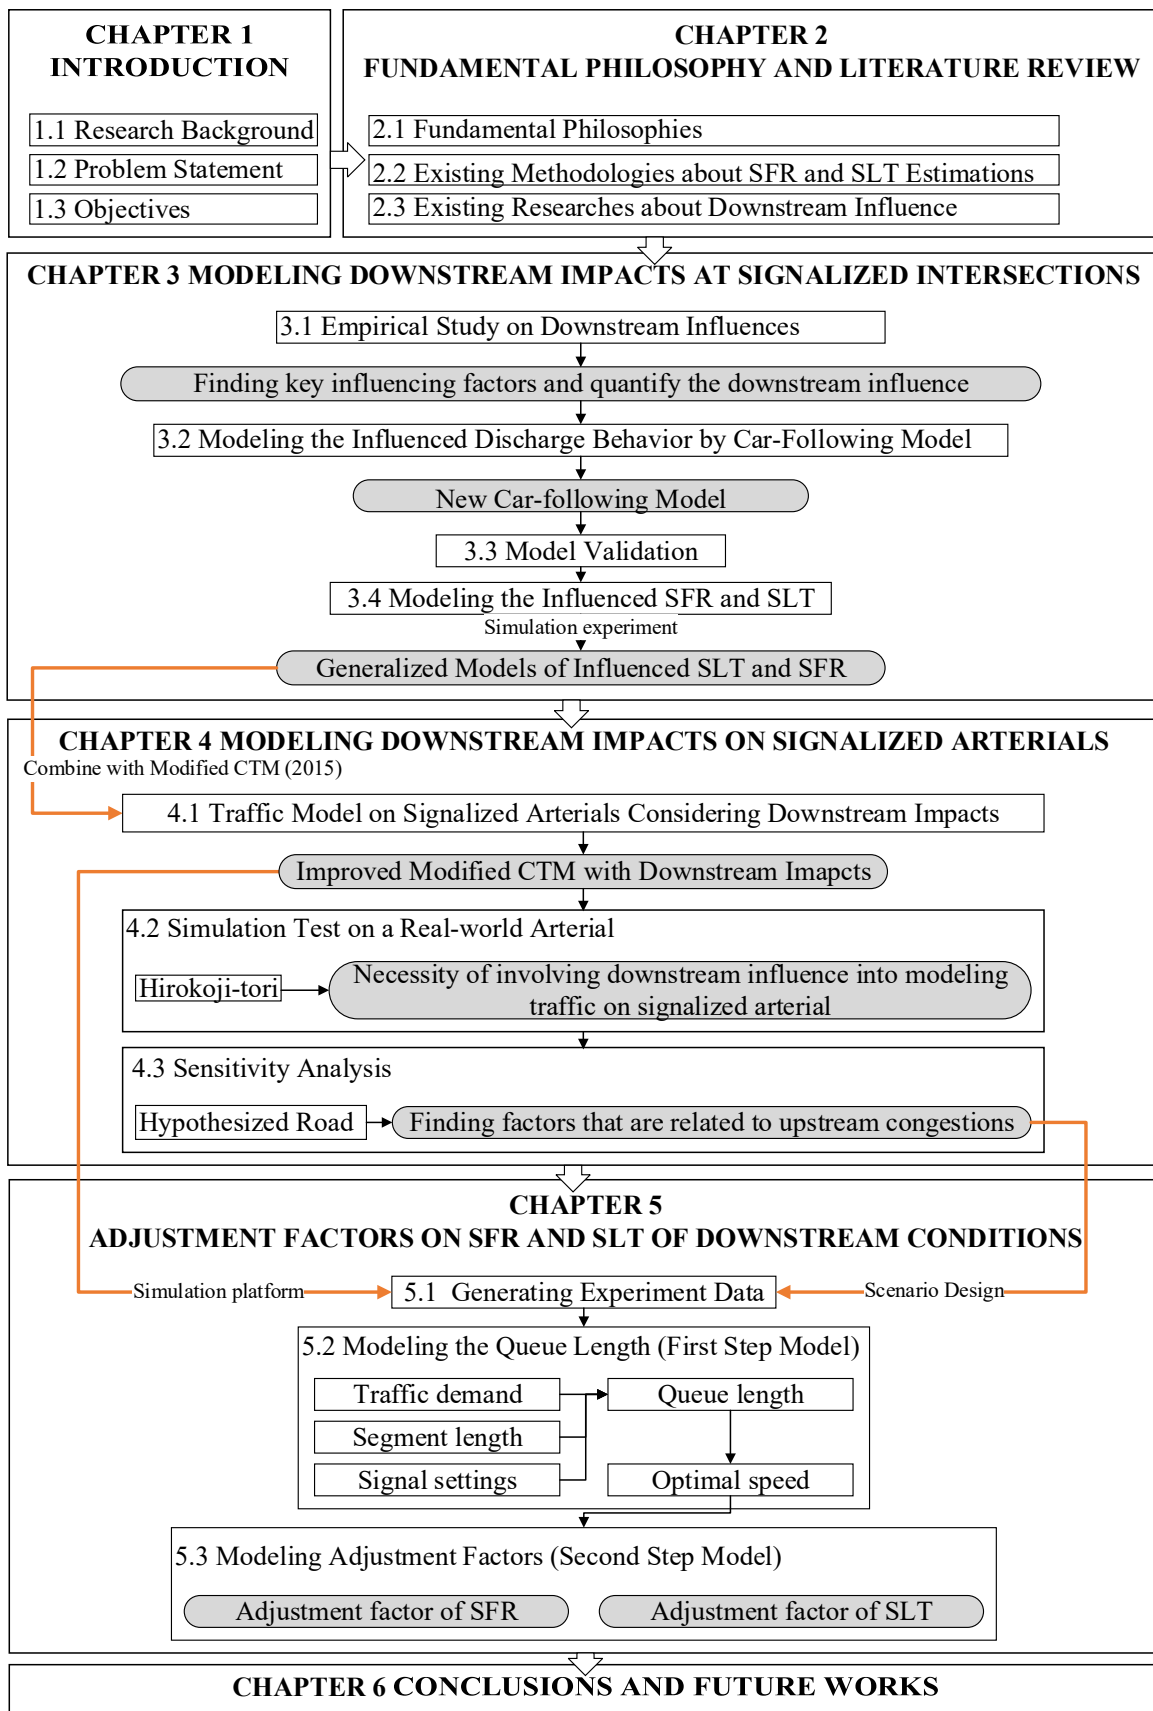 CHAPTER 1
INTRODUCTION
1.1 Research Background
1.2 Problem Statement
1.3 Objectives
CHAPTER 2
FUNDAMENTAL PHILOSOPHY AND LITERATURE REVIEW
2.1 Fundamental Philosophies
2.2 Existing Methodologies about SFR and SLT Estimations
2.3 Existing Researches about Downstream Influence
CHAPTER 3 MODELING DOWNSTREAM IMPACTS AT SIGNALIZED INTERSECTIONS
3.1 Empirical Study on Downstream Influences
Finding key influencing factors and quantify the downstream influence
3.2 Modeling the Influenced Discharge Behavior by Car-Following Model
New Car-following Model
3.3 Model Validation
3.4 Modeling the Influenced SFR and SLT
Simulation experiment
Generalized Models of Influenced SLT and SFR
CHAPTER 4 MODELING DOWNSTREAM IMPACTS ON SIGNALIZED ARTERIALS
Combine with Modified CTM (2015)
4.1 Traffic Model on Signalized Arterials Considering Downstream Impacts
Improved Modified CTM with Downstream Imapcts
4.2 Simulation Test on a Real-world Arterial
Hirokoji-tori
Necessity of involving downstream influence into modeling
traffic on signalized arterial
4.3 Sensitivity Analysis
Hypothesized Road
Finding factors that are related to upstream congestions
CHAPTER 5
ADJUSTMENT FACTORS ON SFR AND SLT OF DOWNSTREAM CONDITIONS
Simulation platform
5.1 Generating Experiment Data
Scenario Design
5.2 Modeling the Queue Length (First Step Model)
Traffic demand
Queue length
Segment length
Signal settings
Optimal speed
5.3 Modeling Adjustment Factors (Second Step Model)
Adjustment factor of SFR
Adjustment factor of SLT
CHAPTER 6 CONCLUSIONS AND FUTURE WORKS